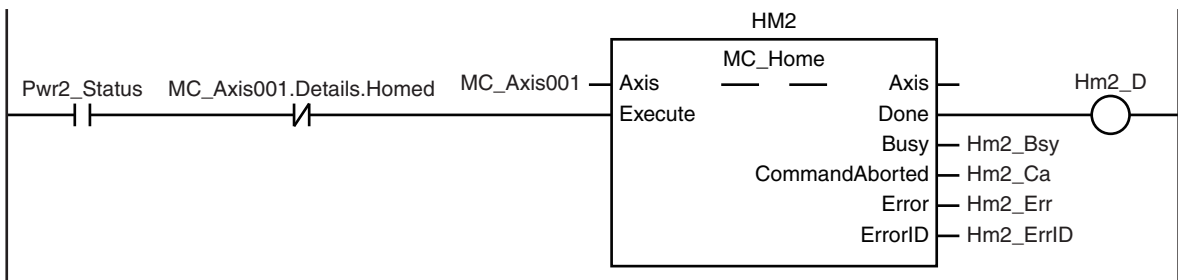 HM2
MC_Home
Pwr2_Status MC_Axis001.Details.Homed MC_Axis001 Axis Axis Hm2_D
Execute Done
Busy Hm2_Bsy
CommandAborted Hm2_Ca
Error Hm2_Err
ErrorID Hm2_ErrID